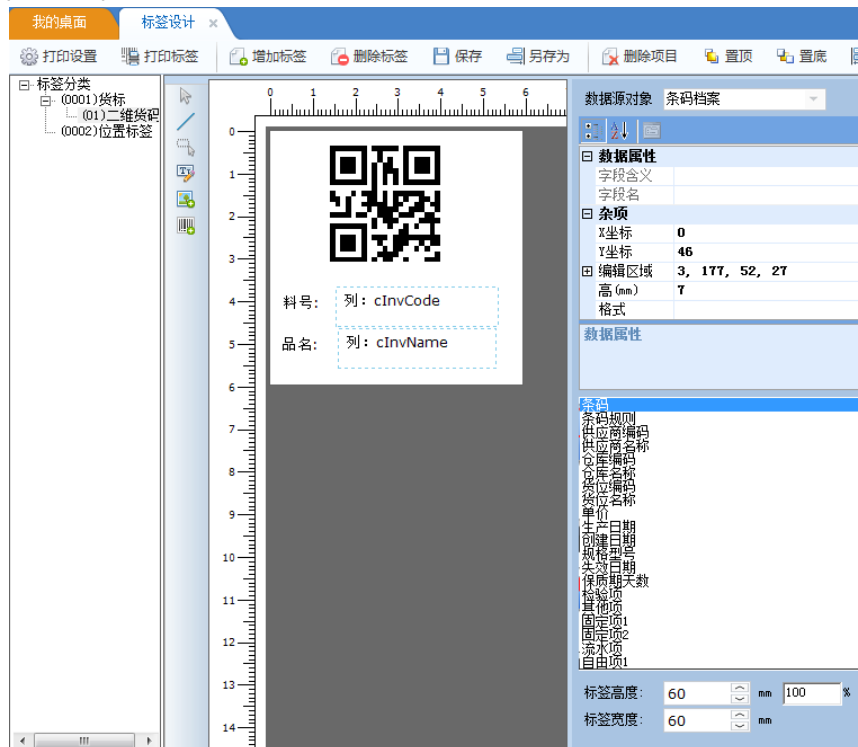 我的桌面
标签设计 ×
打印设置 打印标签 增加标签 删除标签 保存 另存为 删除项目 置顶 置底
标签分类
(0001)货标
(01)二维货码
(0002)位置标签
0 1 2 3 4 5 6
0
1
2
3
4
5
6
7
8
9
10
11
12
13
14
料号: 列: cInvCode
品名: 列: cInvName
数据源对象 条码档案
数据属性
字段含义
字段名
杂项
X坐标 0
Y坐标 46
编辑区域 3, 177, 52, 27
高(mm) 7
格式
数据属性
条码
条码规则
供应商编码
供应商名称
仓库编码
仓库名称
货位编码
货位名称
单价
生产日期
创建日期
规格型号
失效日期
保质期天数
检验项
其他项
固定项1
固定项2
流水项
自由项1
标签高度: 60 mm 100 %
标签宽度: 60 mm